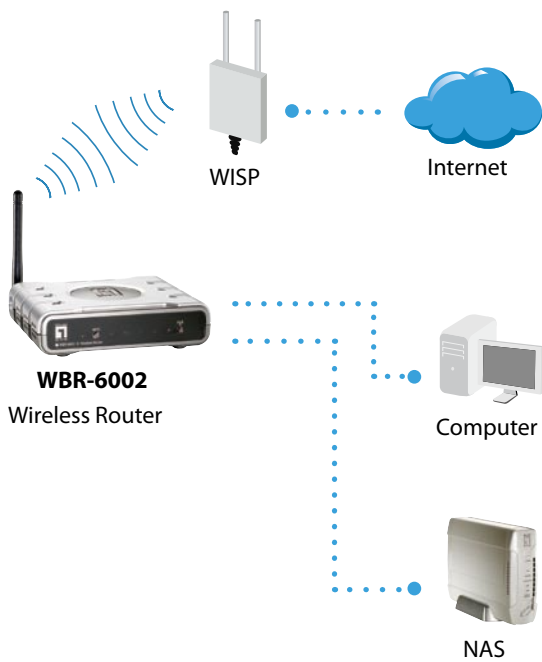 WISP
Internet
WBR-6002
Wireless Router
Computer
NAS